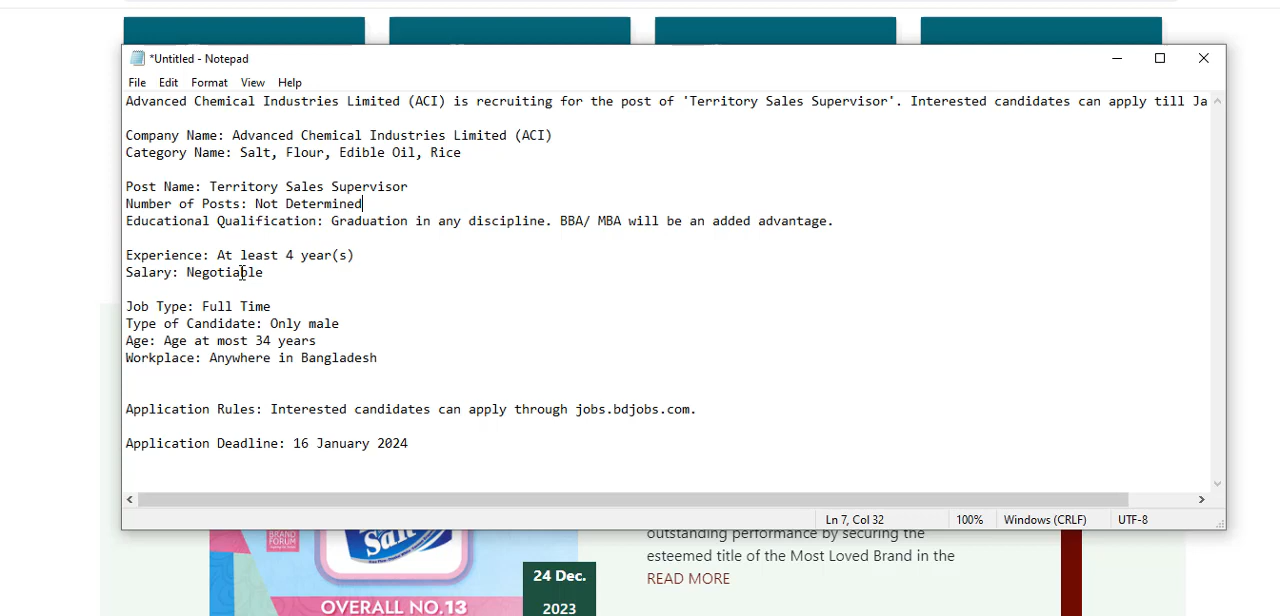 *Untitled - Notepad
File Edit Format View Help
Advanced Chemical Industries Limited (ACI) is recruiting for the post of 'Territory Sales Supervisor'. Interested candidates can apply till Ja
Company Name: Advanced Chemical Industries Limited (ACI)
Category Name: Salt, Flour, Edible Oil, Rice
Post Name: Territory Sales Supervisor
Number of Posts: Not Determined
Educational Qualification: Graduation in any discipline. BBA/ MBA will be an added advantage.
Experience: At least 4 year(s)
Salary: Negotiable
Job Type: Full Time
Type of Candidate: Only male
Age: Age at most 34 years
Workplace: Anywhere in Bangladesh
Application Rules: Interested candidates can apply through jobs.bdjobs.com.
Application Deadline: 16 January 2024
Ln 7, Col 32 100% Windows (CRLF) UTF-8
BRAND
FORUM
Salt
OVERALL NO.13
24 Dec.
2023
outstanding performance by securing the
esteemed title of the Most Loved Brand in the
READ MORE